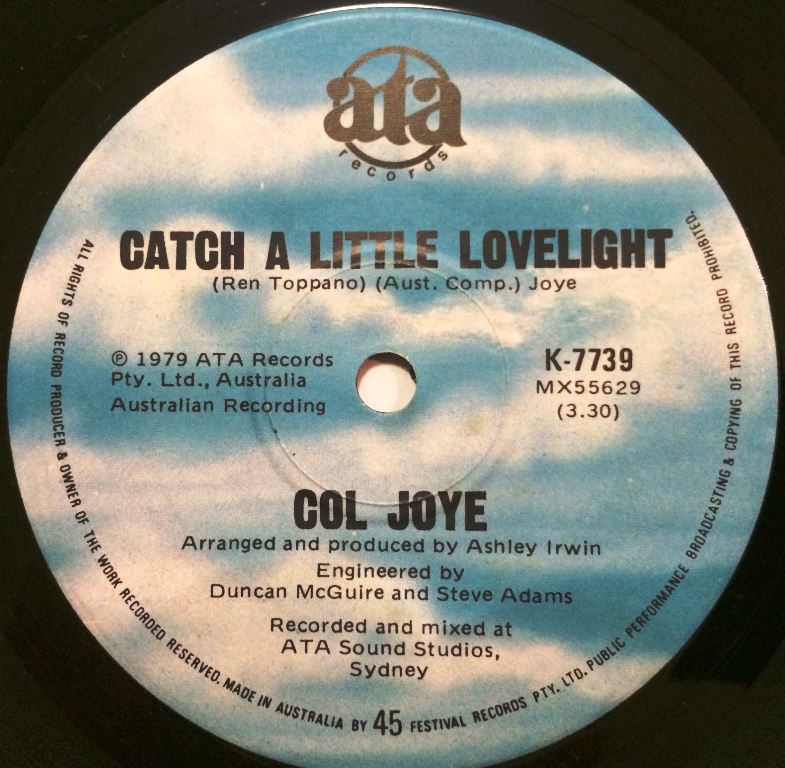 ata
records
CATCH A LITTLE LOVELIGHT
(Ren Toppano) (Aust. Comp.) Joye
℗ 1979 ATA Records
Pty. Ltd., Australia
Australian Recording
K-7739
MX55629
(3.30)
COL JOYE
Arranged and produced by Ashley Irwin
Engineered by
Duncan McGuire and Steve Adams
Recorded and mixed at
ATA Sound Studios,
Sydney
ALL RIGHTS OF RECORD PRODUCER & OWNER OF THE WORK RECORDED RESERVED. MADE IN AUSTRALIA BY 45 FESTIVAL RECORDS PTY. LTD. PUBLIC PERFORMANCE BROADCASTING & COPYING OF THIS RECORD PROHIBITED.